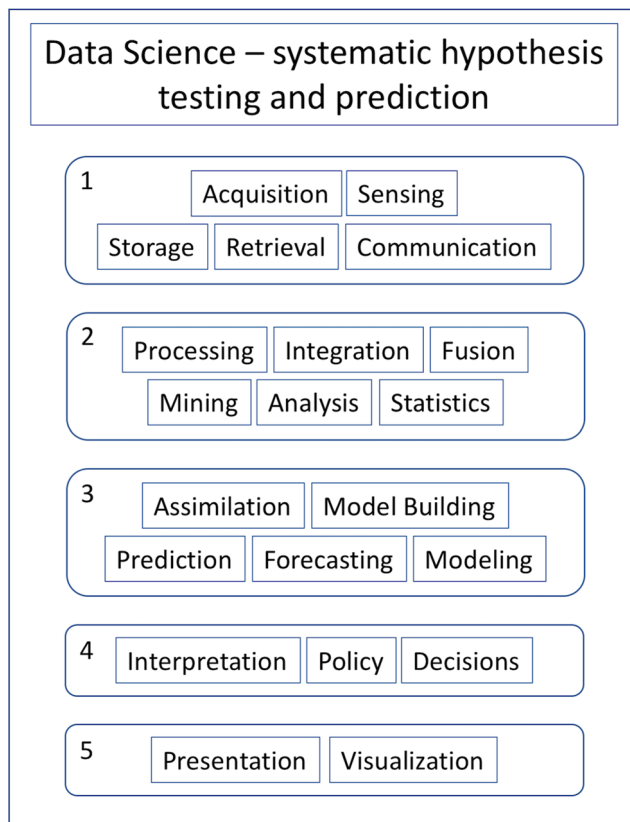 Data Science – systematic hypothesis
testing and prediction
1
Acquisition Sensing
Storage Retrieval Communication
2
Processing Integration Fusion
Mining Analysis Statistics
3
Assimilation Model Building
Prediction Forecasting Modeling
4
Interpretation Policy Decisions
5
Presentation Visualization